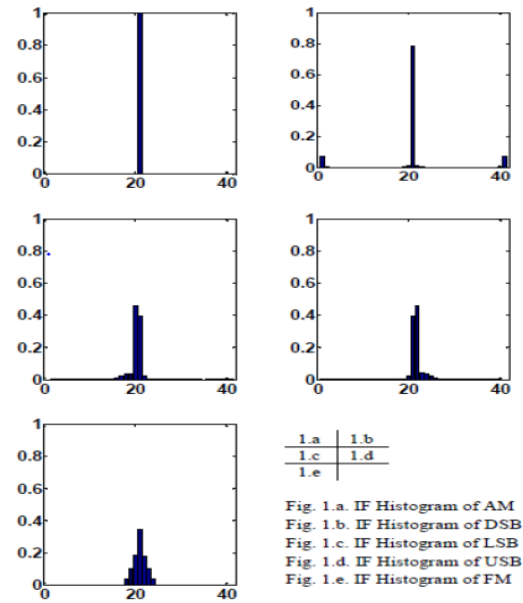 1
0.8
0.6
0.4
0.2
0
0 20 40
1
0.8
0.6
0.4
0.2
0
0 20 40
1
0.8
0.6
0.4
0.2
0
0 20 40
1
0.8
0.6
0.4
0.2
0
0 20 40
1
0.8
0.6
0.4
0.2
0
0 20 40
1.a 1.b
1.c 1.d
1.e
Fig. 1.a. IF Histogram of AM
Fig. 1.b. IF Histogram of DSB
Fig. 1.c. IF Histogram of LSB
Fig. 1.d. IF Histogram of USB
Fig. 1.e. IF Histogram of FM